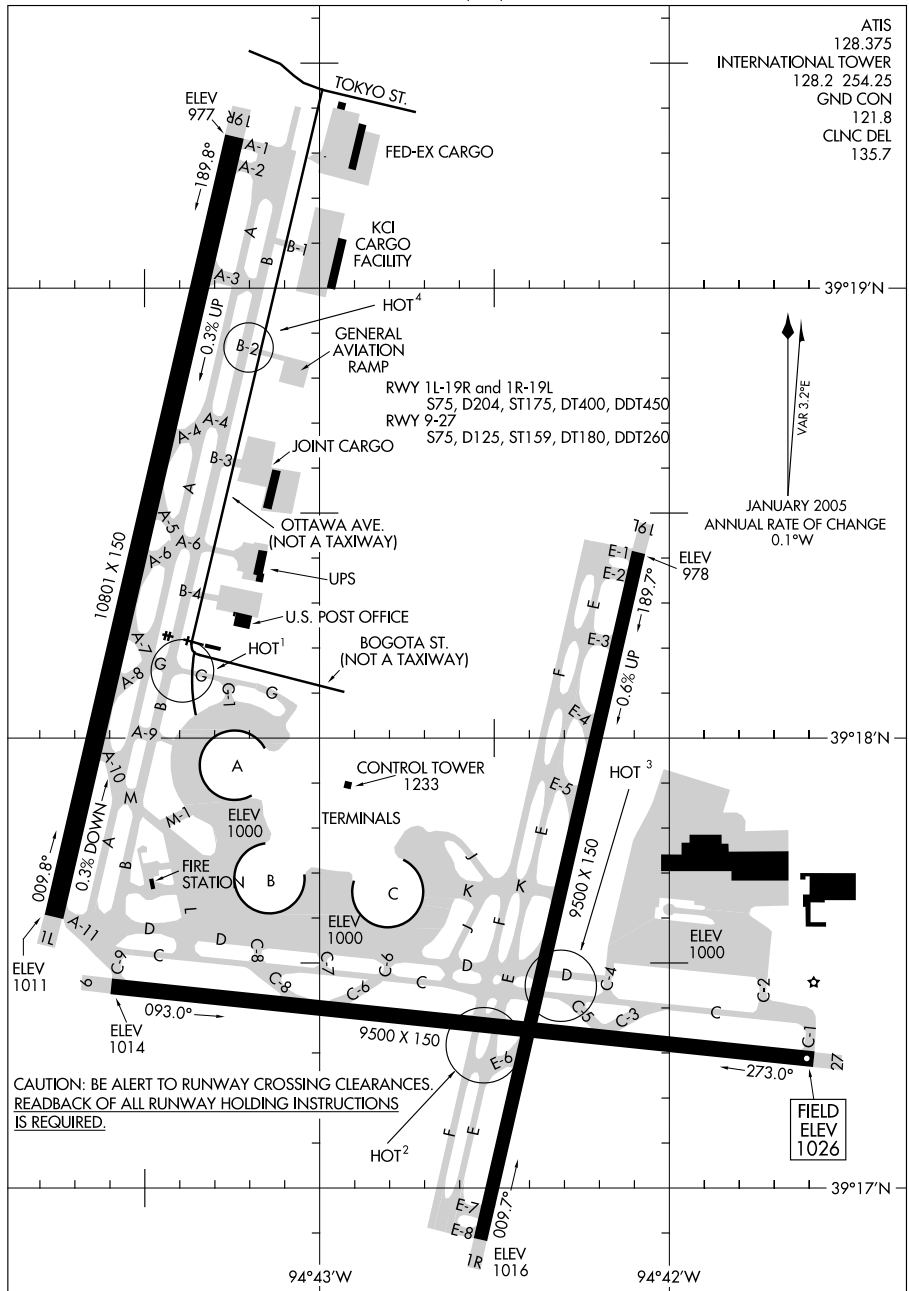 ATIS
128.375
INTERNATIONAL TOWER
128.2 254.25
GND CON
121.8
CLNC DEL
135.7
TOKYO ST.
ELEV
977
19R
A-1
A-2
189.8°
FED-EX CARGO
KCI
CARGO
FACILITY
A
B
B-1
A-3
39°19'N
0.3% UP
HOT4
B-2
GENERAL
AVIATION
RAMP
VAR 3.2°E
RWY 1L-19R and 1R-19L
S75, D204, ST175, DT400, DDT450
RWY 9-27
S75, D125, ST159, DT180, DDT260
A-4
A-4
B-3
JOINT CARGO
A
JANUARY 2005
ANNUAL RATE OF CHANGE
0.1°W
A-5
OTTAWA AVE.
(NOT A TAXIWAY)
A-6
A-6
10801 X 150
UPS
19L
E-1
E-2
ELEV
978
189.7°
B-4
U.S. POST OFFICE
E
E-3
A-7
HOT1
BOGOTA ST.
(NOT A TAXIWAY)
G
G
G-1
G
A-8
B
F
0.6% UP
E-4
A-9
39°18'N
A-10
A
CONTROL TOWER
1233
HOT 3
E-5
M
M-1
ELEV
1000
TERMINALS
0.3% DOWN
E
A
B
FIRE
STATION
B
C
J
K
K
9500 X 150
009.8°
L
ELEV
1000
J
F
ELEV
1000
1L
A-11
D
D
C-8
C-7
C-6
D
E
D
C-4
C-2
ELEV
1011
9
C-9
C
C-8
C-6
C
C-5
C-3
C
C-1
ELEV
1014
093.0°
9500 X 150
E-6
273.0°
27
CAUTION: BE ALERT TO RUNWAY CROSSING CLEARANCES.
READBACK OF ALL RUNWAY HOLDING INSTRUCTIONS
IS REQUIRED.
HOT2
F
E
FIELD
ELEV
1026
39°17'N
E-7
E-8
009.7°
1R
ELEV
1016
94°43'W
94°42'W